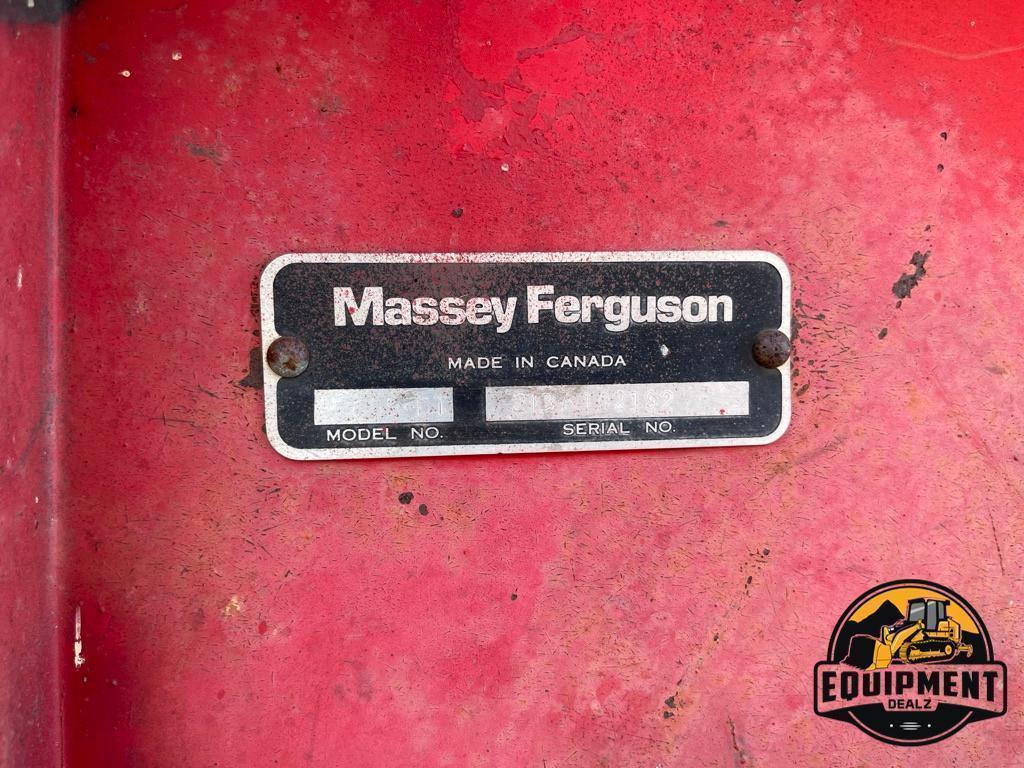 Massey Ferguson
MADE IN CANADA
MODEL NO. SERIAL NO.
EQUIPMENT
DEALZ